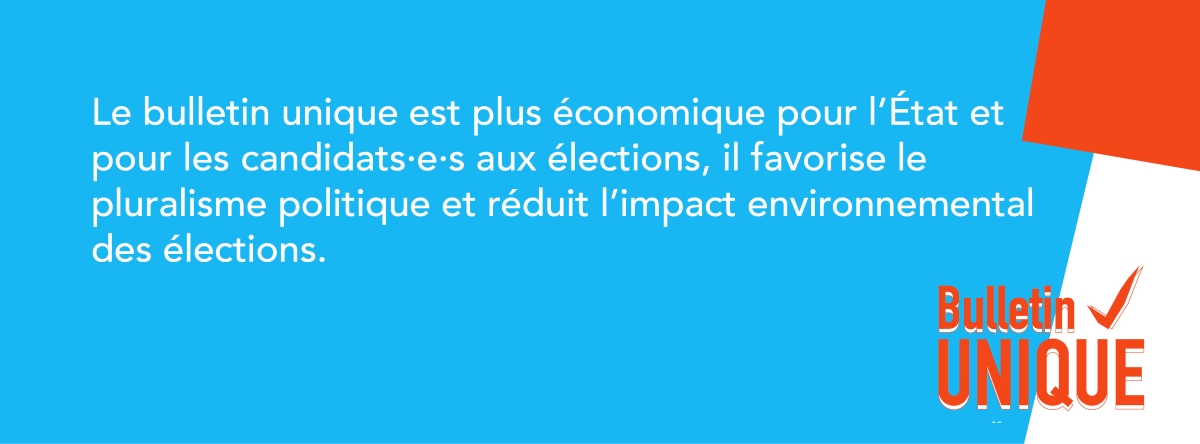 Le bulletin unique est plus économique pour l’État et
pour les candidats·e·s aux élections, il favorise le
pluralisme politique et réduit l’impact environnemental
des élections.
Bulletin
UNIQUE